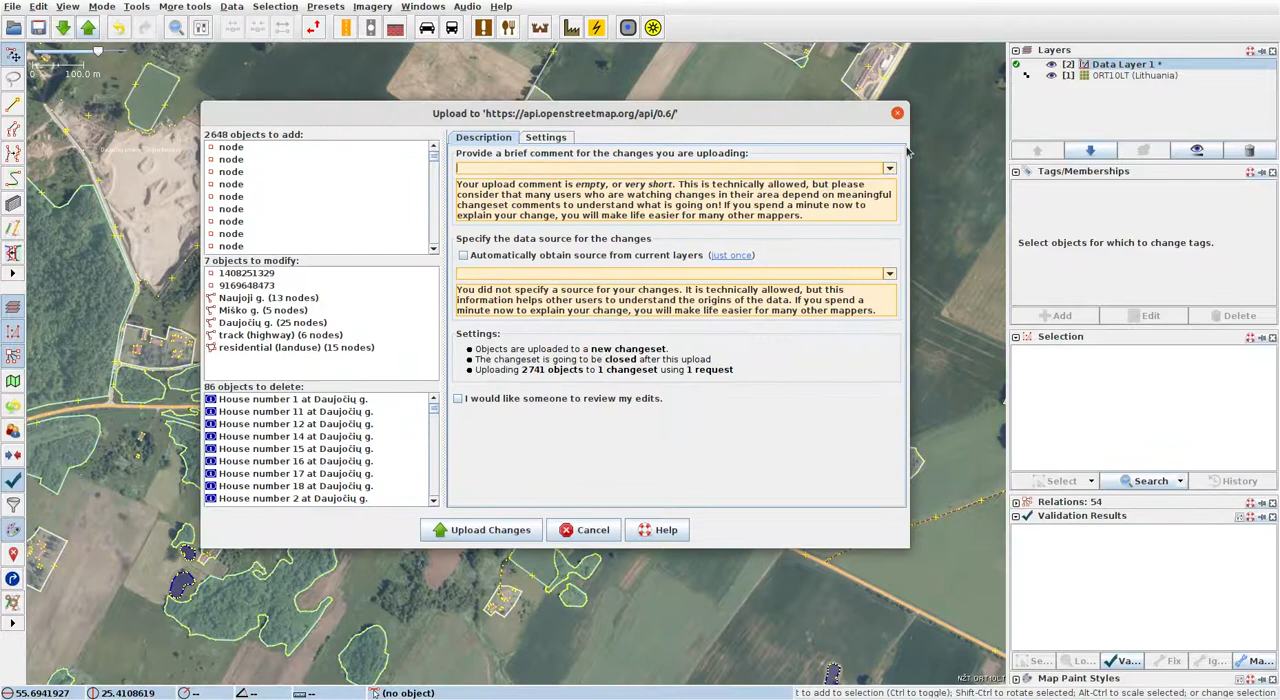 File Edit View Mode Tools More tools Data Selection Presets Imagery Windows Audio Help
0 100.0 m
Upload to 'https://api.openstreetmap.org/api/0.6/'
2648 objects to add:
node
node
node
node
node
node
node
node
node
7 objects to modify:
1408251329
9169648473
Naujoji g. (13 nodes)
Miško g. (5 nodes)
Daujočių g. (25 nodes)
track (highway) (6 nodes)
residential (landuse) (15 nodes)
86 objects to delete:
House number 1 at Daujočių g.
House number 11 at Daujočių g.
House number 12 at Daujočių g.
House number 14 at Daujočių g.
House number 15 at Daujočių g.
House number 16 at Daujočių g.
House number 17 at Daujočių g.
House number 18 at Daujočių g.
House number 2 at Daujočių g.
Description Settings
Provide a brief comment for the changes you are uploading:
Your upload comment is empty, or very short. This is technically allowed, but please
consider that many users who are watching changes in their area depend on meaningful
changeset comments to understand what is going on! If you spend a minute now to
explain your change, you will make life easier for many other mappers.
Specify the data source for the changes
Automatically obtain source from current layers (just once)
You did not specify a source for your changes. It is technically allowed, but this
information helps other users to understand the origins of the data. If you spend a
minute now to explain your change, you will make life easier for many other mappers.
Settings:
Objects are uploaded to a new changeset.
The changeset is going to be closed after this upload
Uploading 2741 objects to 1 changeset using 1 request
I would like someone to review my edits.
Upload Changes Cancel Help
Layers
[2] Data Layer 1 *
[1] ORT10LT (Lithuania)
Tags/Memberships
Select objects for which to change tags.
Add Edit Delete
Selection
Select Search History
Relations: 54
Validation Results
Se... Lo... Va... Fix Ig... Ma...
Map Paint Styles
NŽT ORT10LT
55.6941927 25.4108619 -- -- -- (no object) t to add to selection (Ctrl to toggle); Shift-Ctrl to rotate selected; Alt-Ctrl to scale selected; or change selection